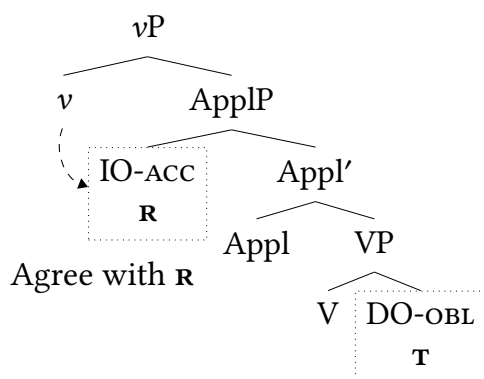 vP
v ApplP
IO-ACC Appl′
R
Appl VP
Agree with R
V DO-OBL
T